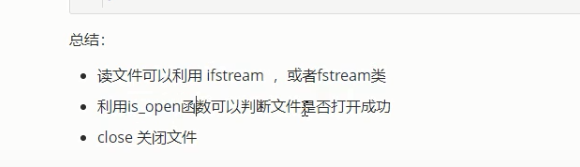 总结：
读文件可以利用 ifstream ，或者fstream类
利用is_open函数可以判断文件是否打开成功
close 关闭文件